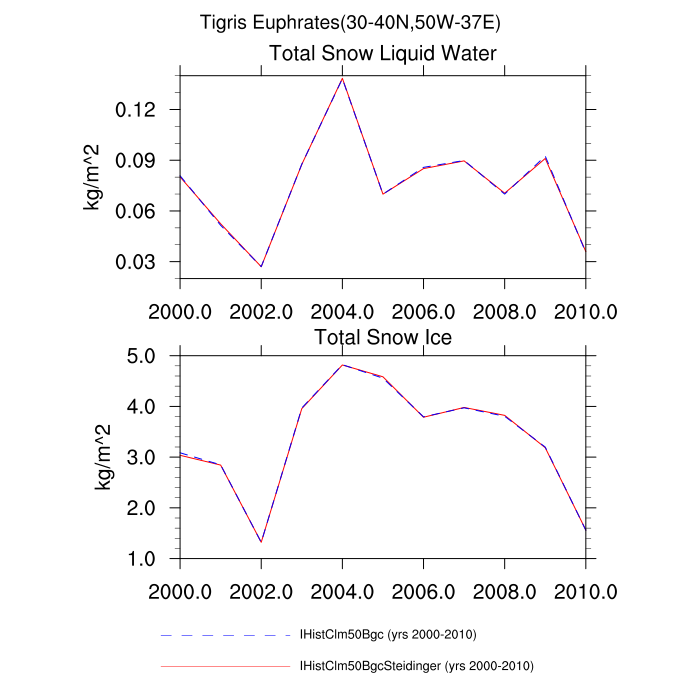 Tigris Euphrates(30-40N,50W-37E)
Total Snow Liquid Water
kg/m^2
0.12
0.09
0.06
0.03
2000.0 2002.0 2004.0 2006.0 2008.0 2010.0
Total Snow Ice
kg/m^2
5.0
4.0
3.0
2.0
1.0
2000.0 2002.0 2004.0 2006.0 2008.0 2010.0
IHistClm50Bgc (yrs 2000-2010)
IHistClm50BgcSteidinger (yrs 2000-2010)